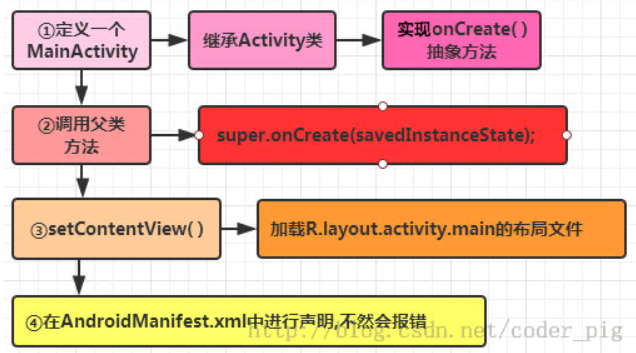 ①定义一个
MainActivity
继承Activity类
实现onCreate( )
抽象方法
②调用父类
方法
super.onCreate(savedInstanceState);
③setContentView( )
加载R.layout.activity.main的布局文件
④在AndroidManifest.xml中进行声明,不然会报错
http://blog.csdn.net/coder_pig